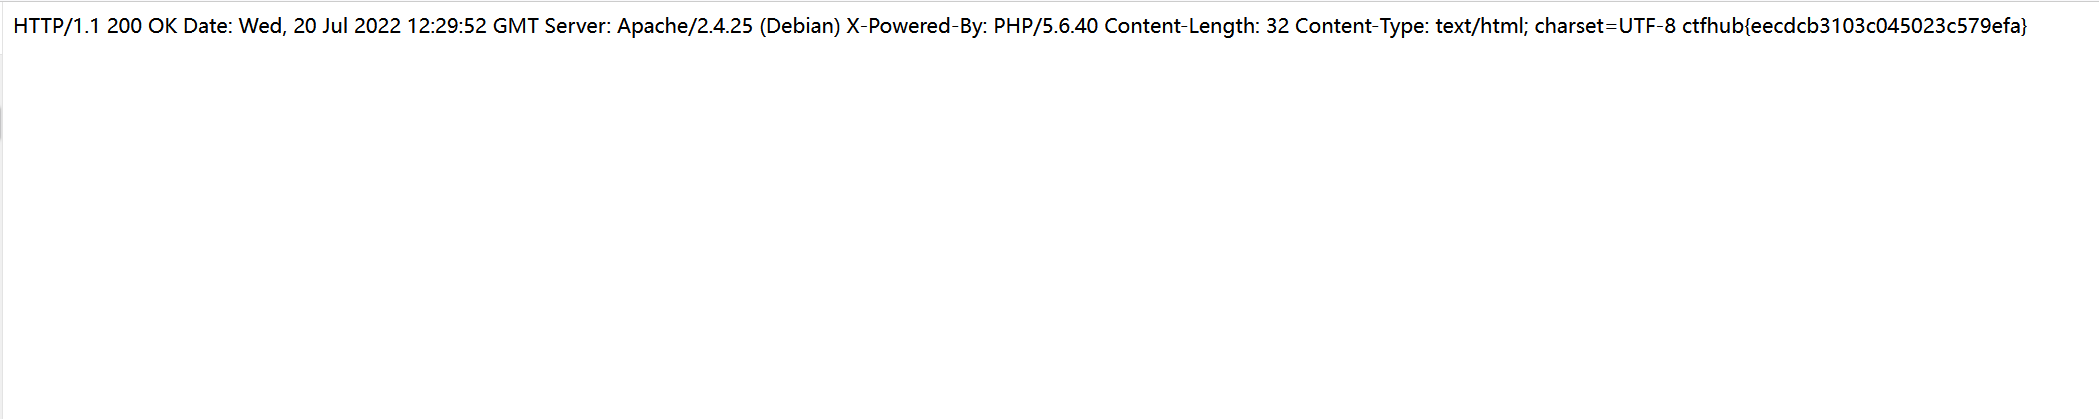 HTTP/1.1 200 OK Date: Wed, 20 Jul 2022 12:29:52 GMT Server: Apache/2.4.25 (Debian) X-Powered-By: PHP/5.6.40 Content-Length: 32 Content-Type: text/html; charset=UTF-8 ctfhub{eecdcb3103c045023c579efa}